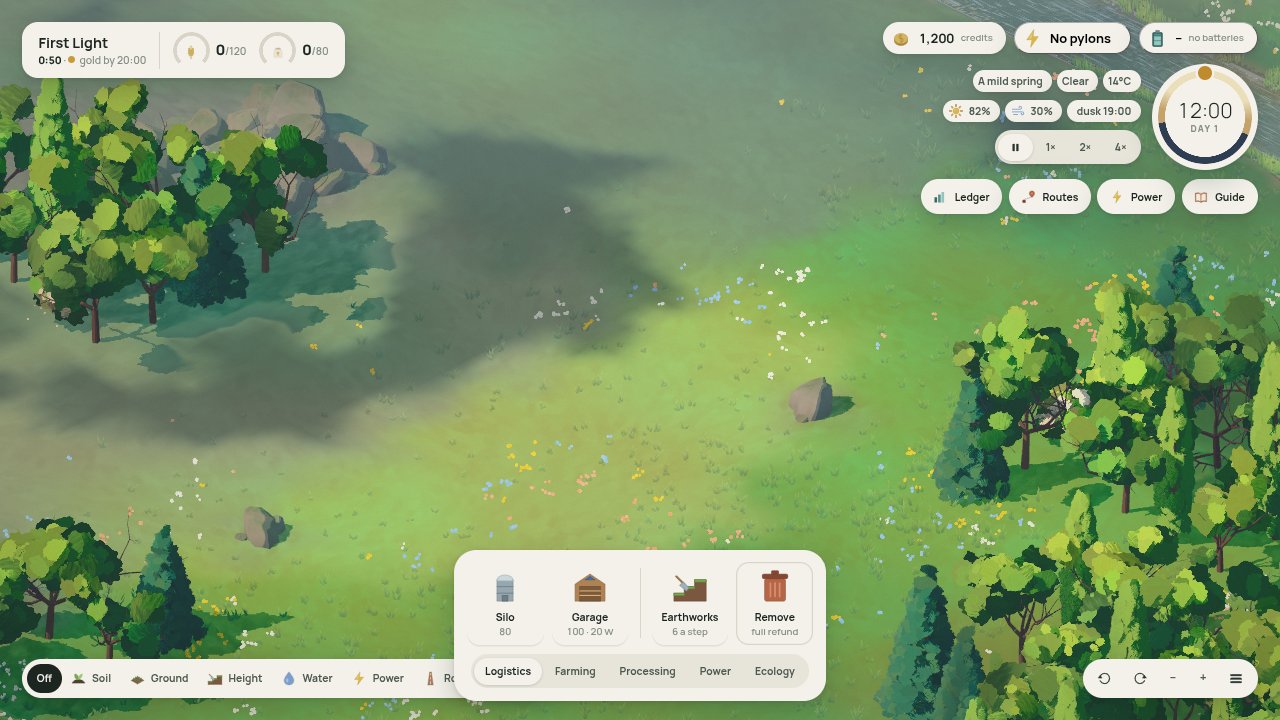 First Light
0:50 · gold by 20:00
0/120
0/80
1,200 credits
No pylons
– no batteries
A mild spring
Clear
14°C
82%
30%
dusk 19:00
12:00
DAY 1
1×
2×
4×
Ledger
Routes
Power
Guide
Silo
80
Garage
100 · 20 W
Earthworks
6 a step
Remove
full refund
Logistics
Farming
Processing
Power
Ecology
Off
Soil
Ground
Height
Water
Power
− +